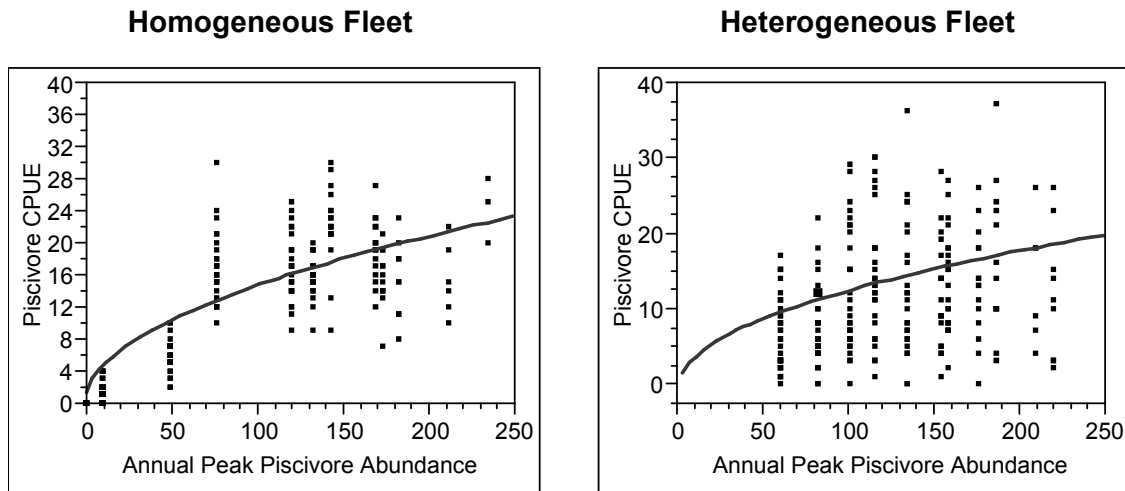 Homogeneous Fleet
Piscivore CPUE
40
36
32
28
24
20
16
12
8
4
0
0 50 100 150 200 250
Annual Peak Piscivore Abundance
Heterogeneous Fleet
Piscivore CPUE
40
30
20
10
0
0 50 100 150 200 250
Annual Peak Piscivore Abundance